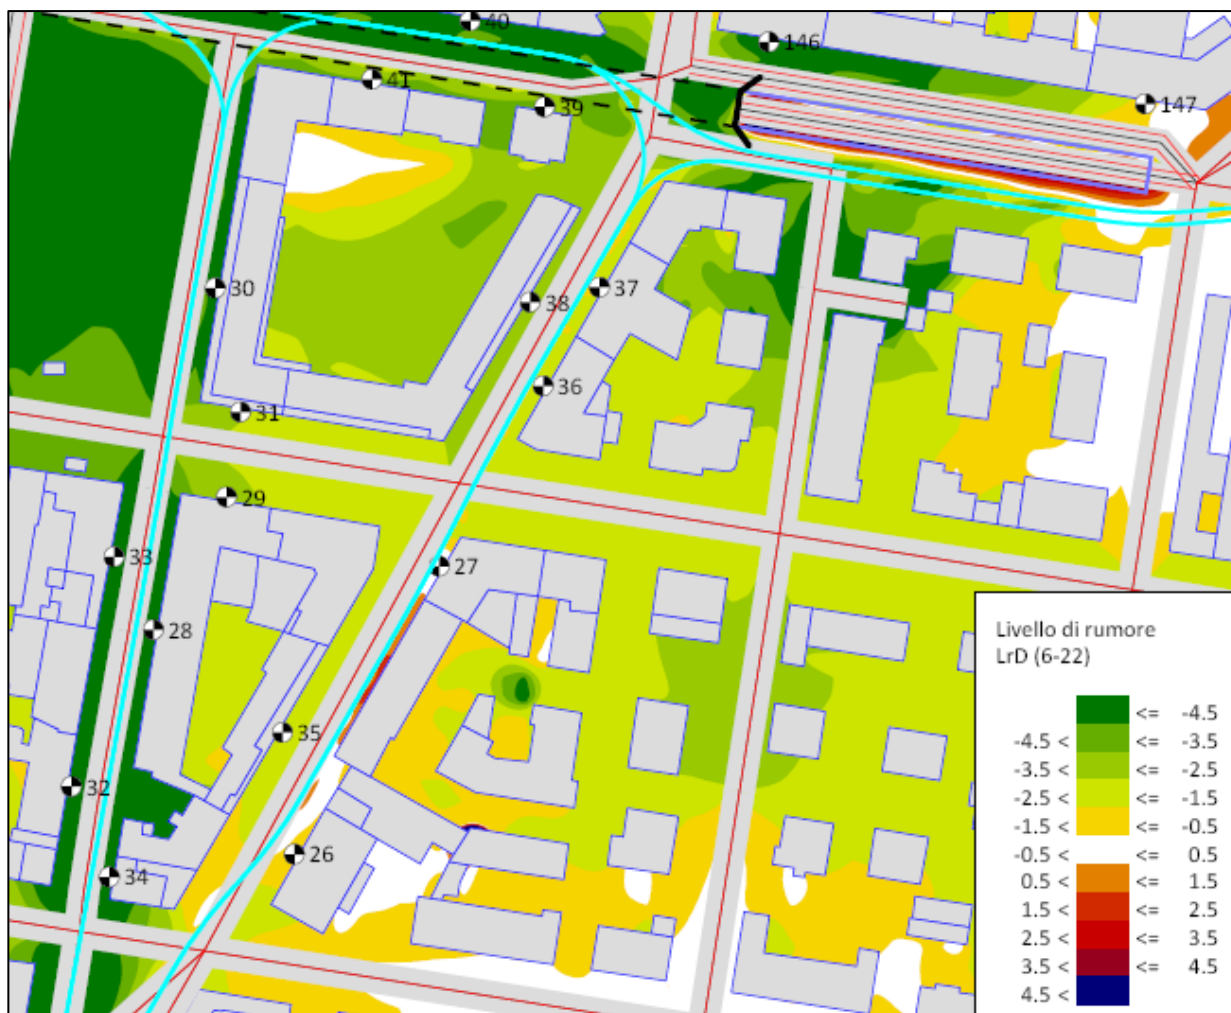 40
146
41
39
147
30
37
38
36
31
29
33
27
28
35
32
26
34
Livello di rumore
LrD (6-22)
<= -4.5
-4.5 < <= -3.5
-3.5 < <= -2.5
-2.5 < <= -1.5
-1.5 < <= -0.5
-0.5 < <= 0.5
0.5 < <= 1.5
1.5 < <= 2.5
2.5 < <= 3.5
3.5 < <= 4.5
4.5 <